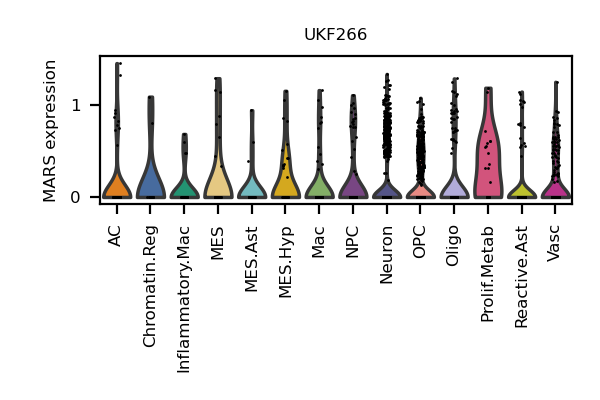 UKF266
MARS expression
1
0
AC
Chromatin.Reg
Inflammatory.Mac
MES
MES.Ast
MES.Hyp
Mac
NPC
Neuron
OPC
Oligo
Prolif.Metab
Reactive.Ast
Vasc